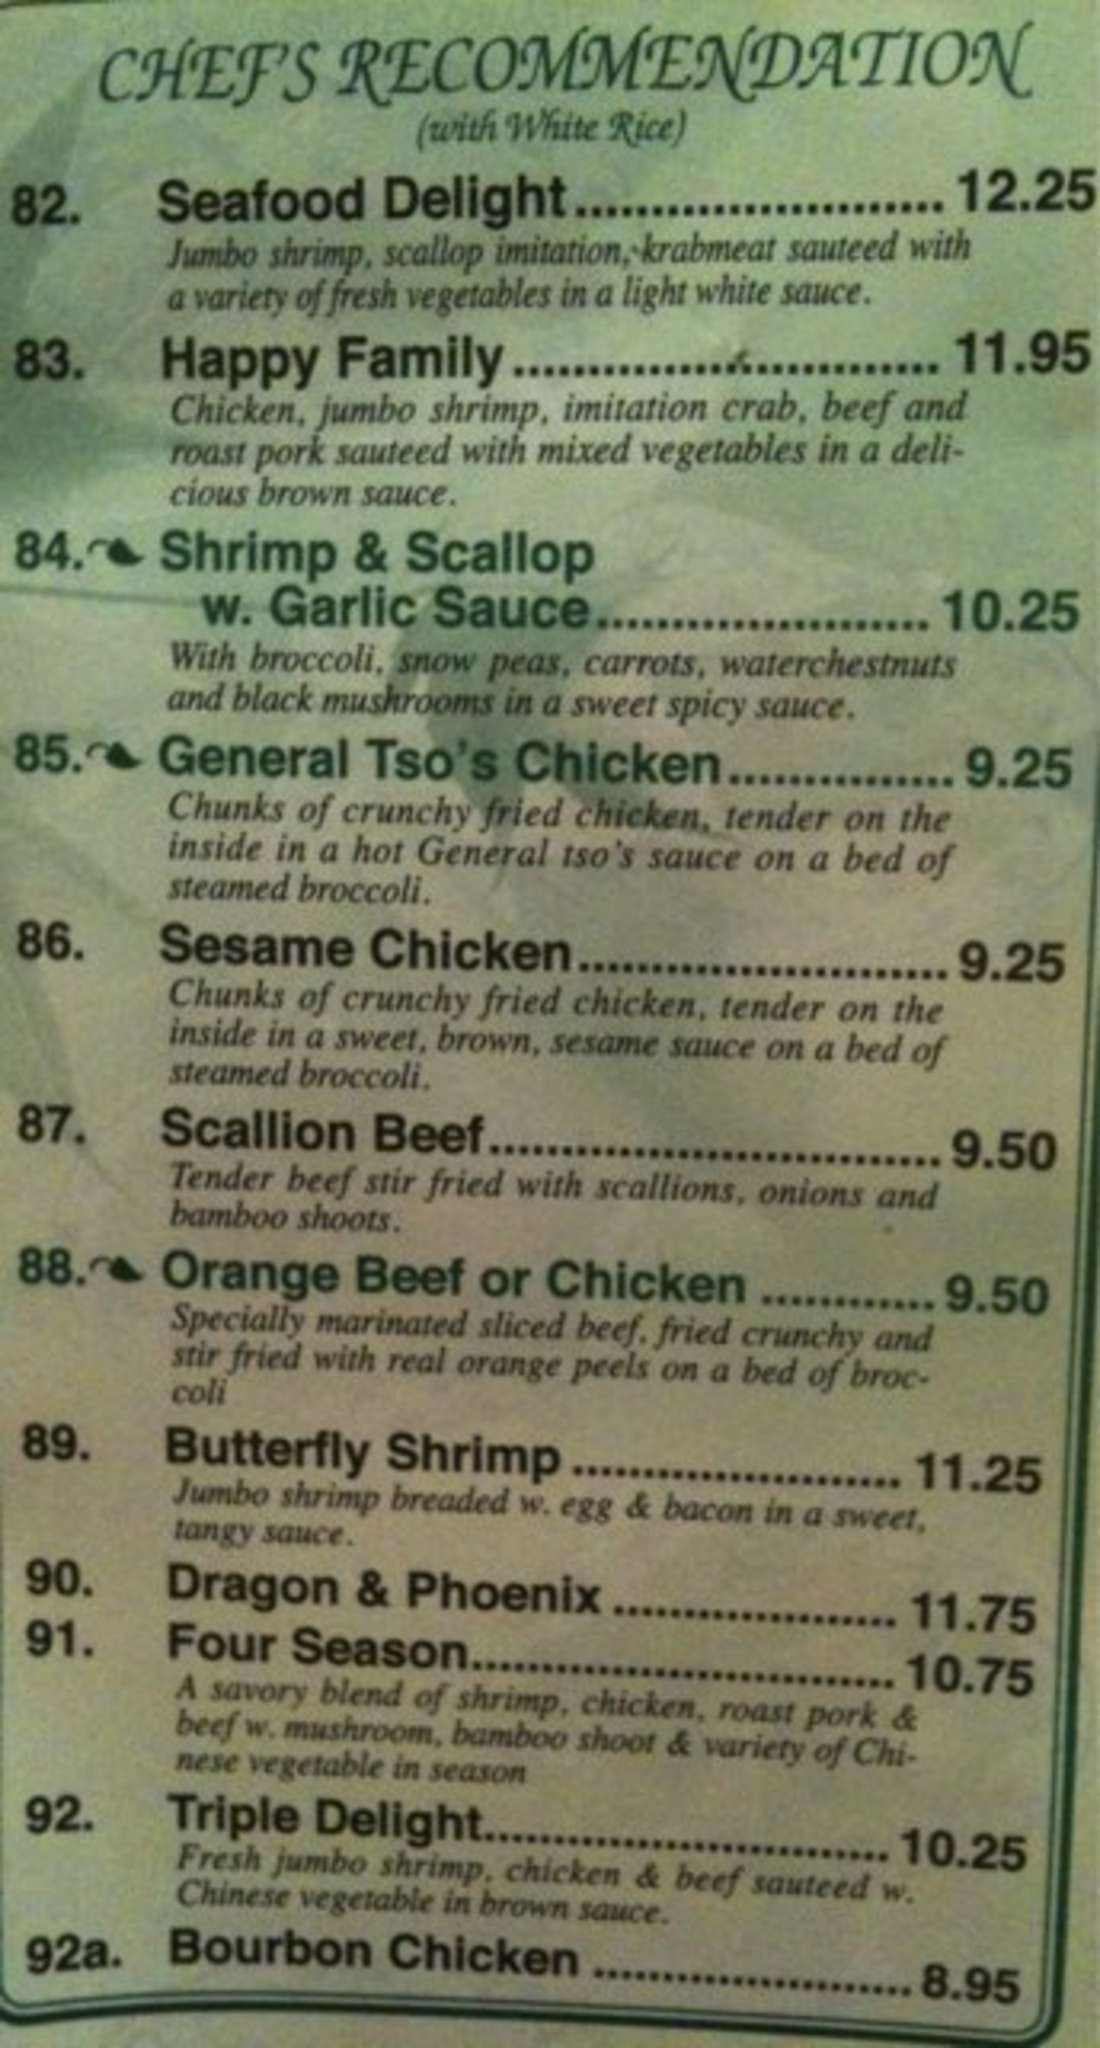 CHEF'S RECOMMENDATION
(with White Rice)
82. Seafood Delight........................ 12.25
Jumbo shrimp, scallop imitation, krabmeat sauteed with
a variety of fresh vegetables in a light white sauce.
83. Happy Family............................ 11.95
Chicken, jumbo shrimp, imitation crab, beef and
roast pork sauteed with mixed vegetables in a deli-
cious brown sauce.
84. Shrimp & Scallop
w. Garlic Sauce...................... 10.25
With broccoli, snow peas, carrots, waterchestnuts
and black mushrooms in a sweet spicy sauce.
85. General Tso's Chicken............... 9.25
Chunks of crunchy fried chicken, tender on the
inside in a hot General tso's sauce on a bed of
steamed broccoli.
86. Sesame Chicken......................... 9.25
Chunks of crunchy fried chicken, tender on the
inside in a sweet, brown, sesame sauce on a bed of
steamed broccoli.
87. Scallion Beef............................... 9.50
Tender beef stir fried with scallions, onions and
bamboo shoots.
88. Orange Beef or Chicken ............ 9.50
Specially marinated sliced beef, fried crunchy and
stir fried with real orange peels on a bed of broc-
coli
89. Butterfly Shrimp ....................... 11.25
Jumbo shrimp breaded w. egg & bacon in a sweet,
tangy sauce.
90. Dragon & Phoenix .................... 11.75
91. Four Season.............................. 10.75
A savory blend of shrimp, chicken, roast pork &
beef w. mushroom, bamboo shoot & variety of Chi-
nese vegetable in season
92. Triple Delight............................. 10.25
Fresh jumbo shrimp, chicken & beef sauteed w.
Chinese vegetable in brown sauce.
92a. Bourbon Chicken ....................... 8.95